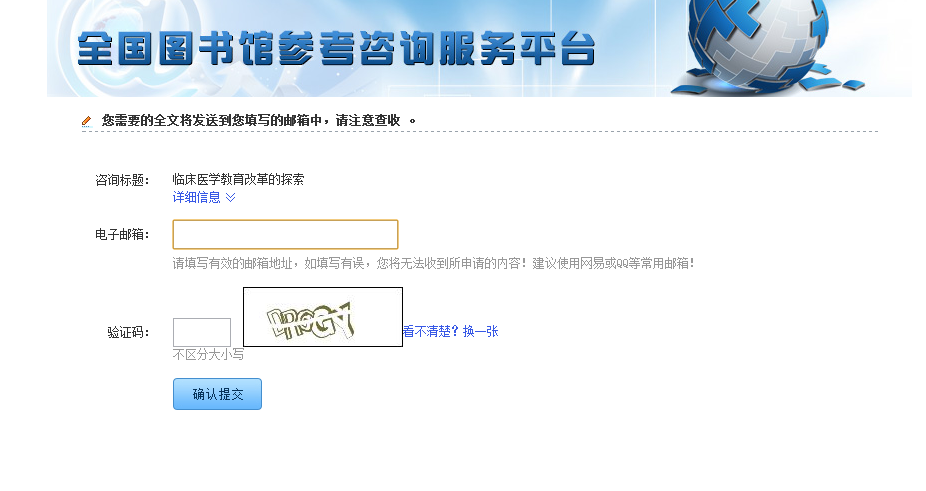 全国图书馆参考咨询服务平台
您需要的全文将发送到您填写的邮箱中，请注意查收 。
咨询标题：
临床医学教育改革的探索
详细信息
电子邮箱：
请填写有效的邮箱地址，如填写有误，您将无法收到所申请的内容！建议使用网易或QQ等常用邮箱！
验证码：
看不清楚？换一张
不区分大小写
确认提交